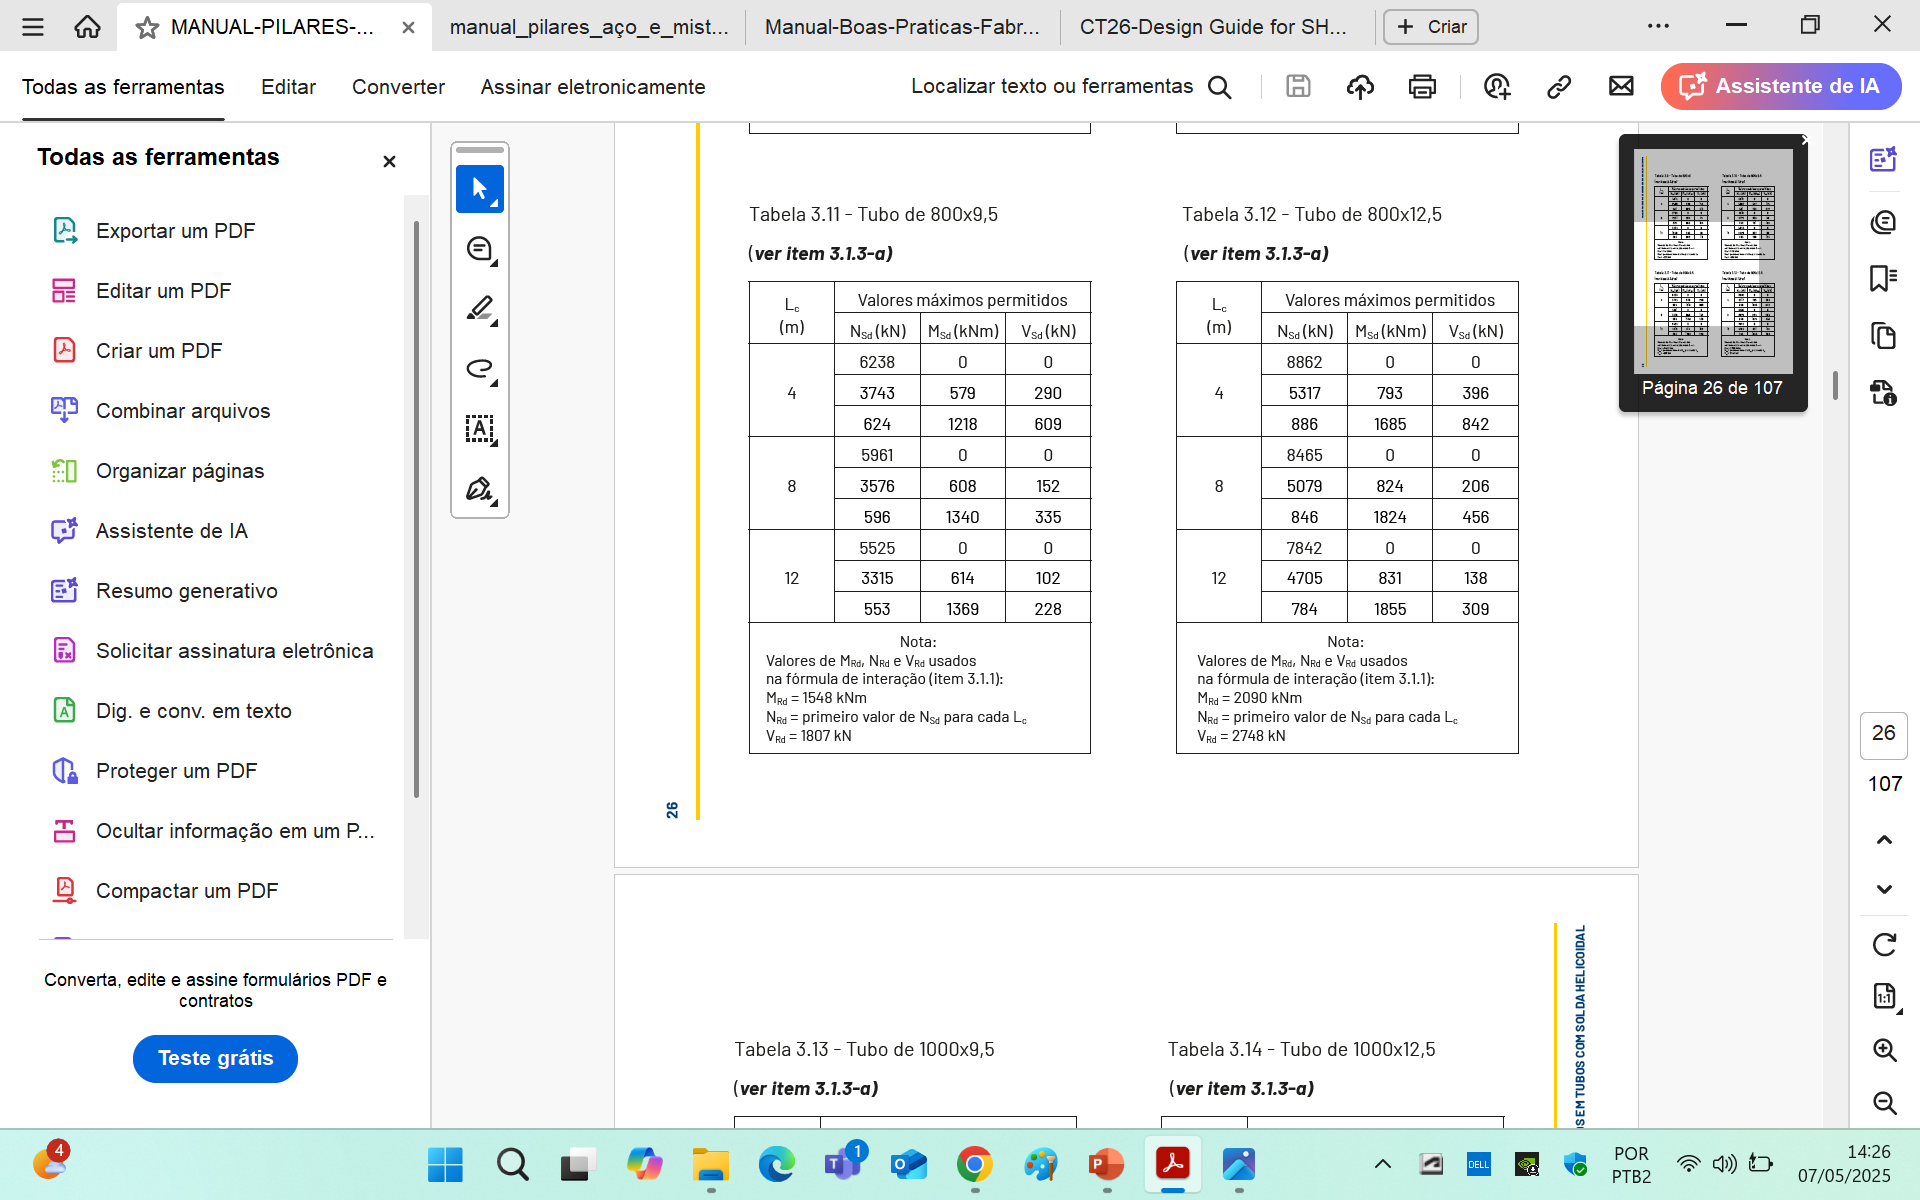 MANUAL-PILARES-...
manual_pilares_aço_e_mist...
Manual-Boas-Praticas-Fabr...
CT26-Design Guide for SH...
Criar
Todas as ferramentas
Editar
Converter
Assinar eletronicamente
Localizar texto ou ferramentas
Assistente de IA
Todas as ferramentas
Exportar um PDF
Editar um PDF
Criar um PDF
Combinar arquivos
Organizar páginas
Assistente de IA
Resumo generativo
Solicitar assinatura eletrônica
Dig. e conv. em texto
Proteger um PDF
Ocultar informação em um P...
Compactar um PDF
Converta, edite e assine formulários PDF e
contratos
Teste grátis
Tabela 3.11 - Tubo de 800x9,5
(ver item 3.1.3-a)
Lc (m) Valores máximos permitidos
NSd (kN) MSd (kNm) VSd (kN)
6238 0 0
4 3743 579 290
624 1218 609
5961 0 0
8 3576 608 152
596 1340 335
5525 0 0
12 3315 614 102
553 1369 228
Nota:
Valores de MRd, NRd e VRd usados
na fórmula de interação (item 3.1.1):
MRd = 1548 kNm
NRd = primeiro valor de NSd para cada Lc
VRd = 1807 kN
Tabela 3.12 - Tubo de 800x12,5
(ver item 3.1.3-a)
Lc (m) Valores máximos permitidos
NSd (kN) MSd (kNm) VSd (kN)
8862 0 0
4 5317 793 396
886 1685 842
8465 0 0
8 5079 824 206
846 1824 456
7842 0 0
12 4705 831 138
784 1855 309
Nota:
Valores de MRd, NRd e VRd usados
na fórmula de interação (item 3.1.1):
MRd = 2090 kNm
NRd = primeiro valor de NSd para cada Lc
VRd = 2748 kN
26
Tabela 3.13 - Tubo de 1000x9,5
(ver item 3.1.3-a)
Tabela 3.14 - Tubo de 1000x12,5
(ver item 3.1.3-a)
EM TUBOS COM SOLDA HELICOIDAL
Página 26 de 107
26
107
1:1
4
1
DELL
POR
PTB2
14:26
07/05/2025